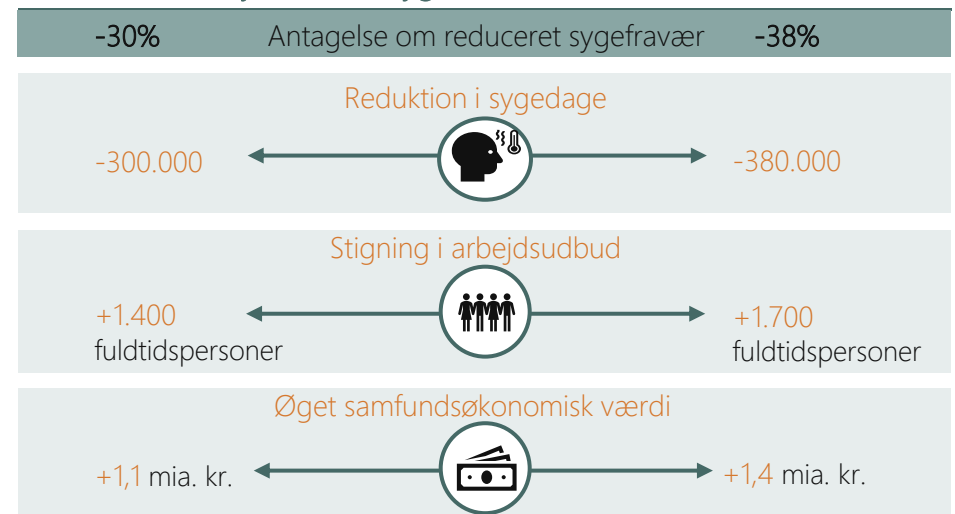 -30% Antagelse om reduceret sygefravær -38%
Reduktion i sygedage
-300.000 -380.000
Stigning i arbejdsudbud
+1.400 +1.700
fuldtidspersoner fuldtidspersoner
Øget samfundsøkonomisk værdi
+1,1 mia. kr. +1,4 mia. kr.